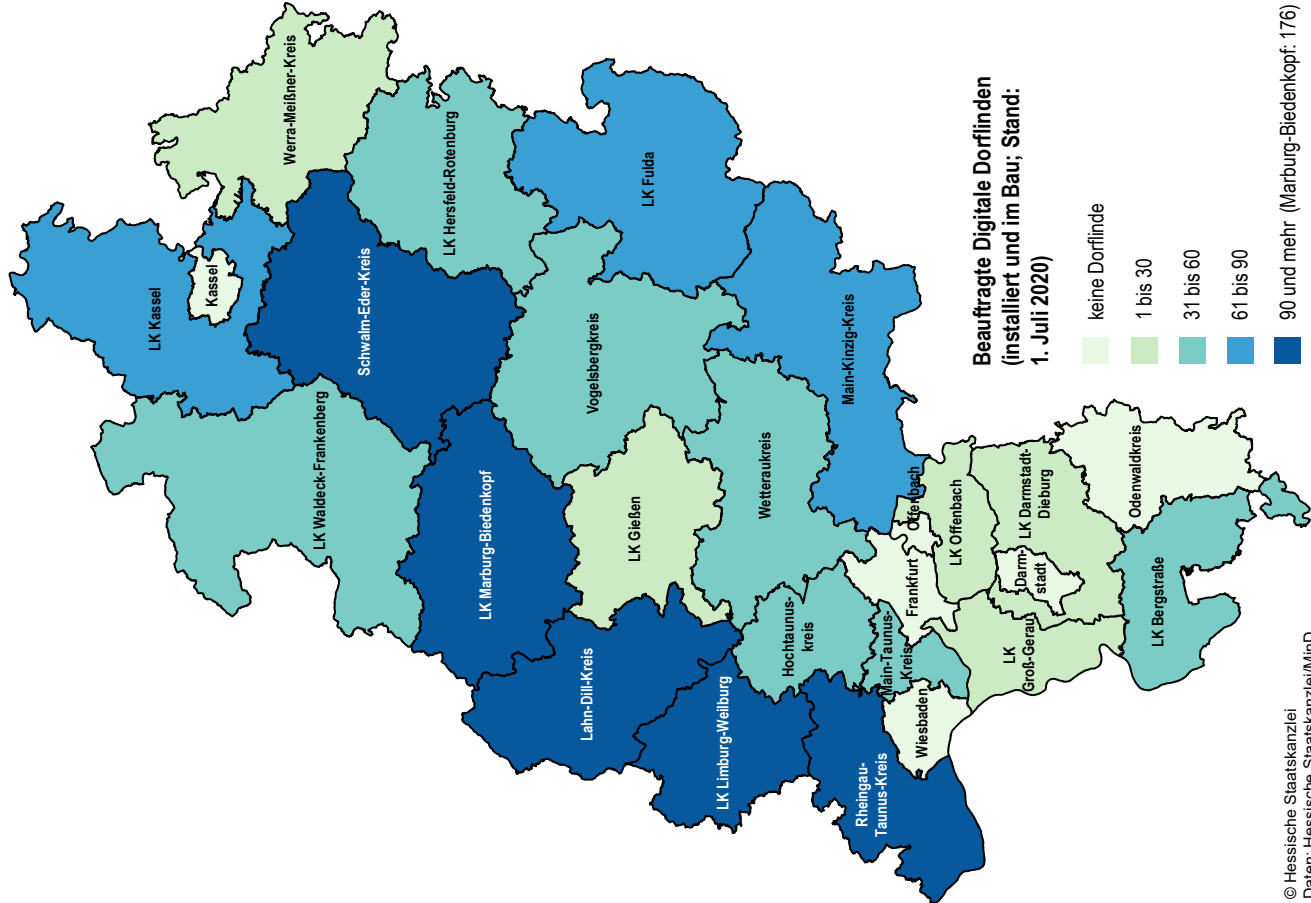 LK Kassel
Kassel
Werra-Meißner-Kreis
LK Waldeck-Frankenberg
Schwalm-Eder-Kreis
LK Hersfeld-Rotenburg
LK Marburg-Biedenkopf
Lahn-Dill-Kreis
LK Gießen
Vogelsbergkreis
LK Fulda
LK Limburg-Weilburg
Wetteraukreis
Hochtaunus-
kreis
Main-Kinzig-Kreis
Rheingau-
Taunus-Kreis
Main-Taunus-
Kreis
Frankfurt
Offenbach
Wiesbaden
LK Offenbach
LK
Groß-Gerau
Darm-
stadt
LK Darmstadt-
Dieburg
LK Bergstraße
Odenwaldkreis
Beauftragte Digitale Dorflinden
(installiert und im Bau; Stand:
1. Juli 2020)
keine Dorflinde
1 bis 30
31 bis 60
61 bis 90
90 und mehr (Marburg-Biedenkopf: 176)
© Hessische Staatskanzlei
Daten: Hessische Staatskanzlei/MinD